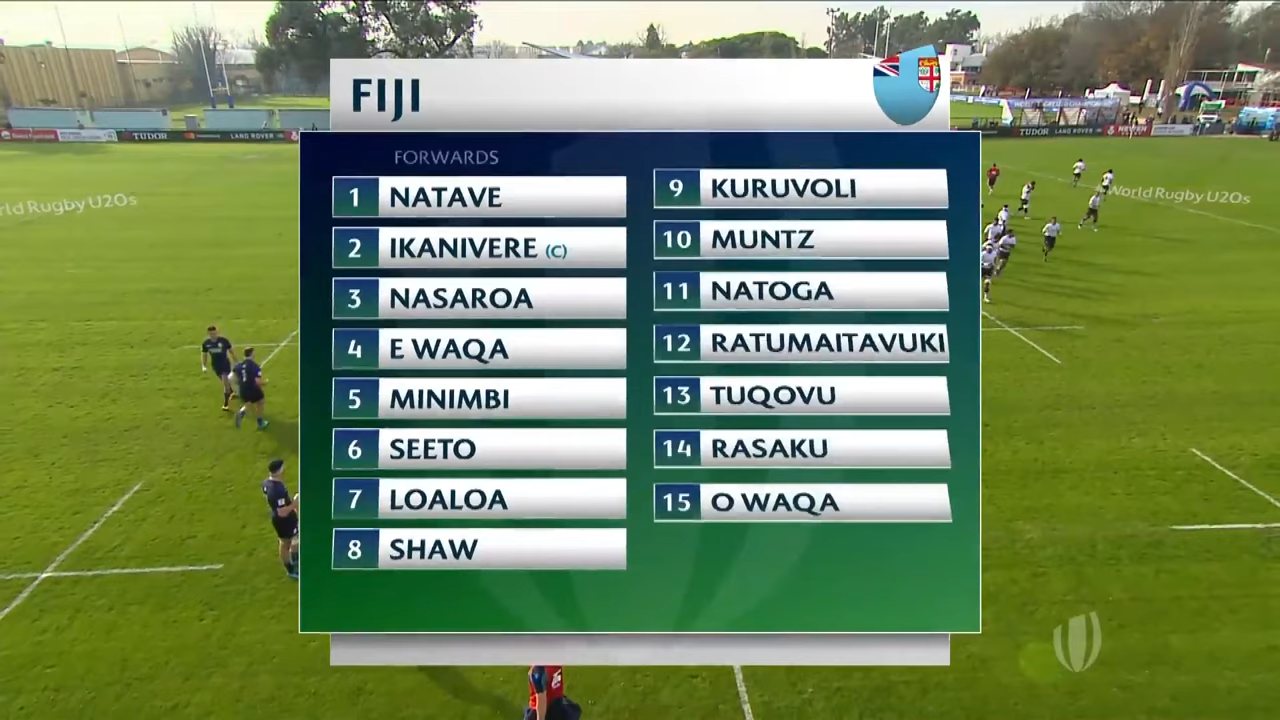 FIJI
FORWARDS
1 NATAVE
2 IKANIVERE (C)
3 NASAROA
4 E WAQA
5 MINIMBI
6 SEETO
7 LOALOA
8 SHAW
9 KURUVOLI
10 MUNTZ
11 NATOGA
12 RATUMAITAVUKI
13 TUQOVU
14 RASAKU
15 O WAQA
TUDOR
LAND ROVER
rld Rugby U20s
TUDOR LAND ROVER
World Rugby U20s